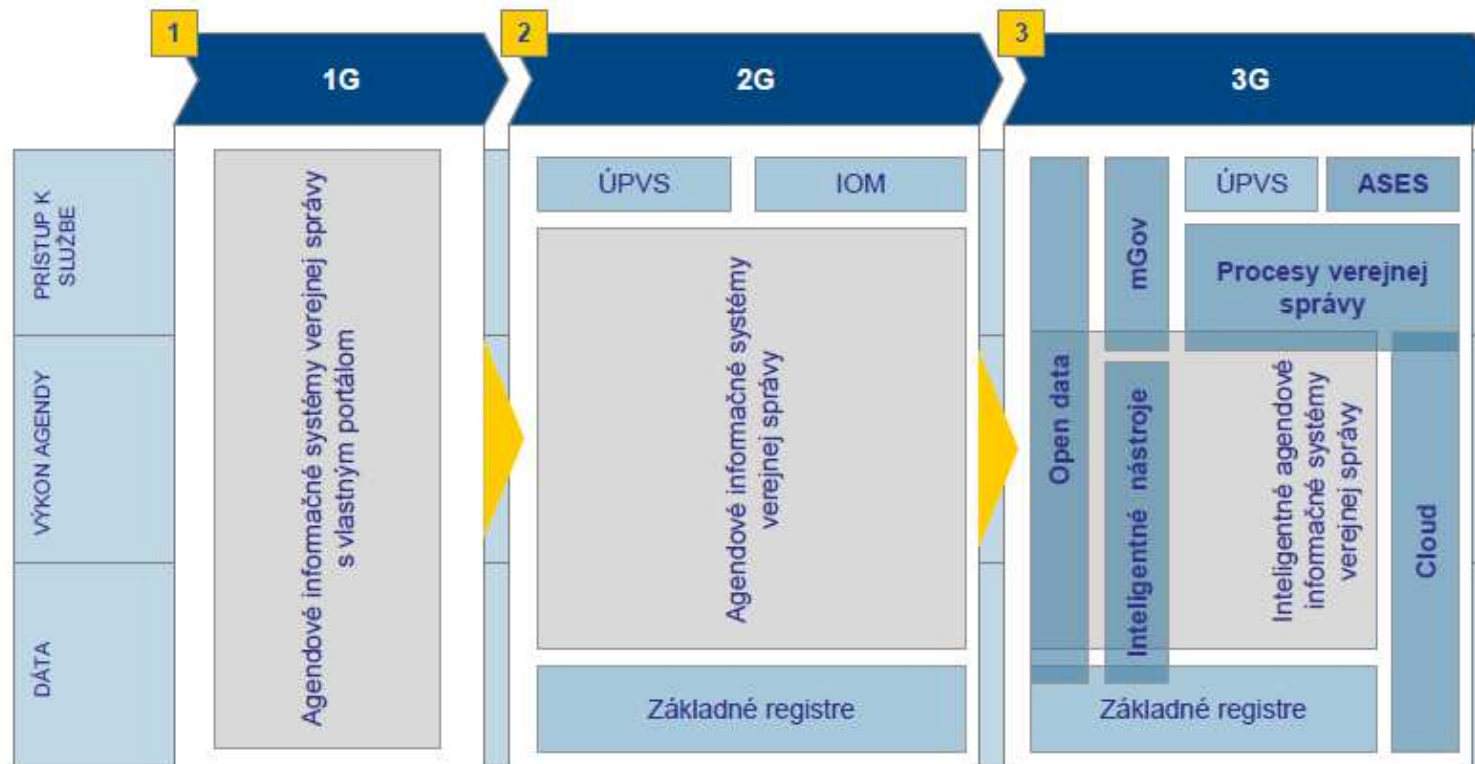 1
2
3
1G
2G
3G
PRÍSTUP K
SLUŽBE
VÝKON AGENDY
DÁTA
Agendové informačné systémy verejnej správy
s vlastným portálom
ÚPVS
IOM
Agendové informačné systémy
verejnej správy
Základné registre
Open data
mGov
Inteligentné nástroje
ÚPVS
ASES
Procesy verejnej
správy
Inteligentné agendové
informačné systémy
verejnej správy
Cloud
Základné registre